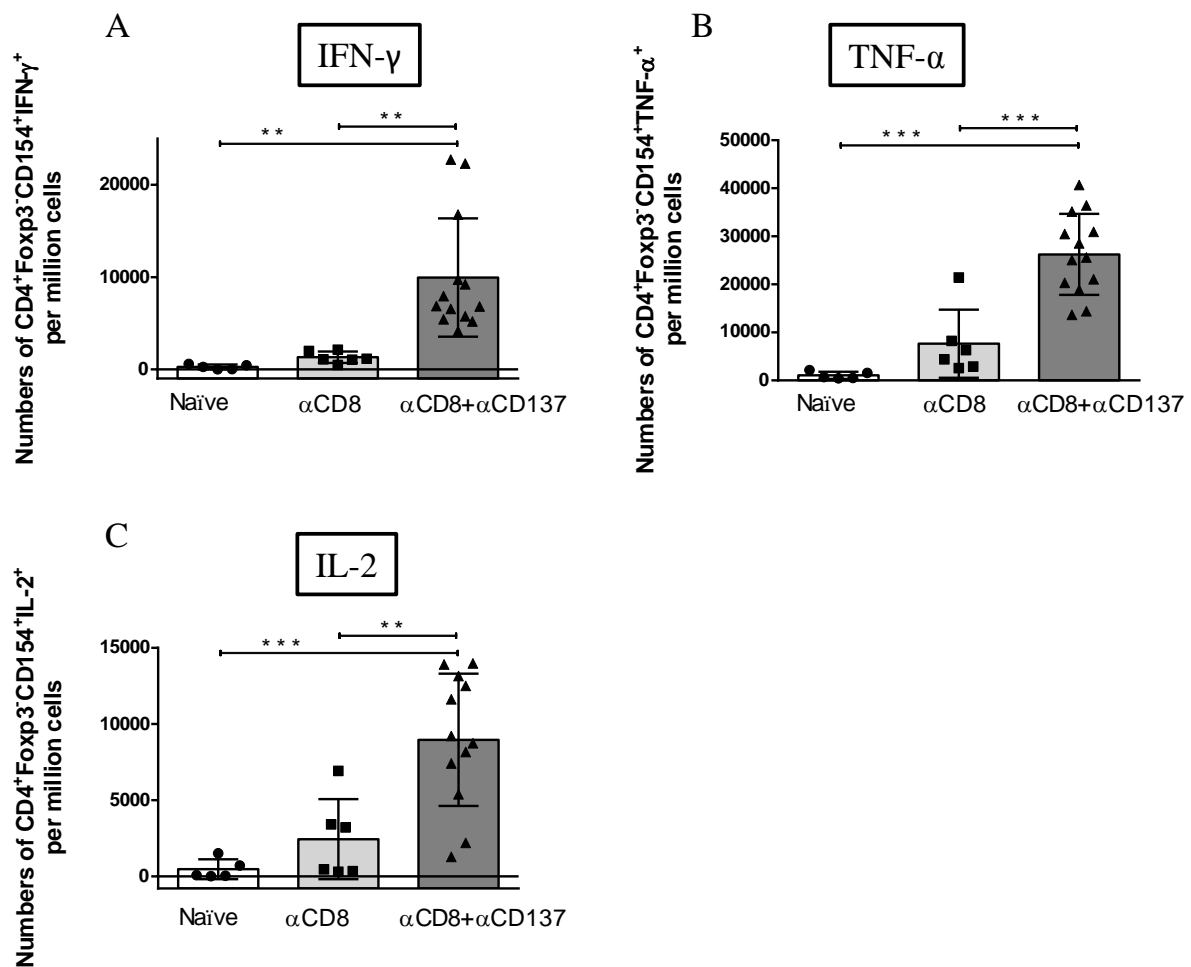 A
IFN-γ
Numbers of CD4⁺Foxp3⁻CD154⁺IFN-γ⁺
per million cells
** **
20000
10000
0
Naïve αCD8 αCD8+αCD137
B
TNF-α
Numbers of CD4⁺Foxp3⁻CD154⁺TNF-α⁺
per million cells
*** ***
50000
40000
30000
20000
10000
0
Naïve αCD8 αCD8+αCD137
C
IL-2
Numbers of CD4⁺Foxp3⁻CD154⁺IL-2⁺
per million cells
*** **
15000
10000
5000
0
Naïve αCD8 αCD8+αCD137